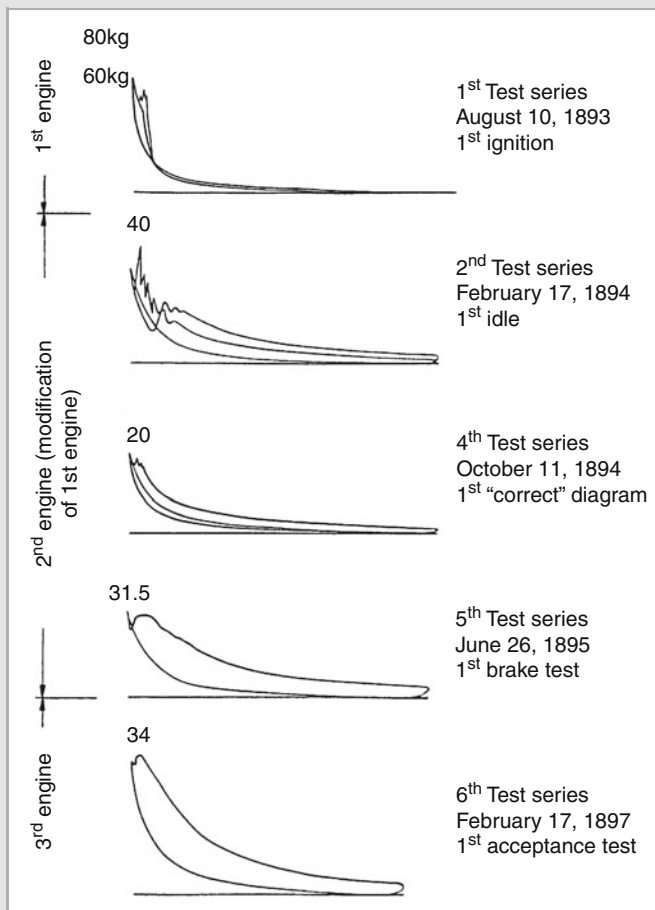 80kg
60kg
1st engine
1st Test series
August 10, 1893
1st ignition
40
2nd Test series
February 17, 1894
1st idle
2nd engine (modification
of 1st engine)
20
4th Test series
October 11, 1894
1st “correct” diagram
31.5
5th Test series
June 26, 1895
1st brake test
34
3rd engine
6th Test series
February 17, 1897
1st acceptance test